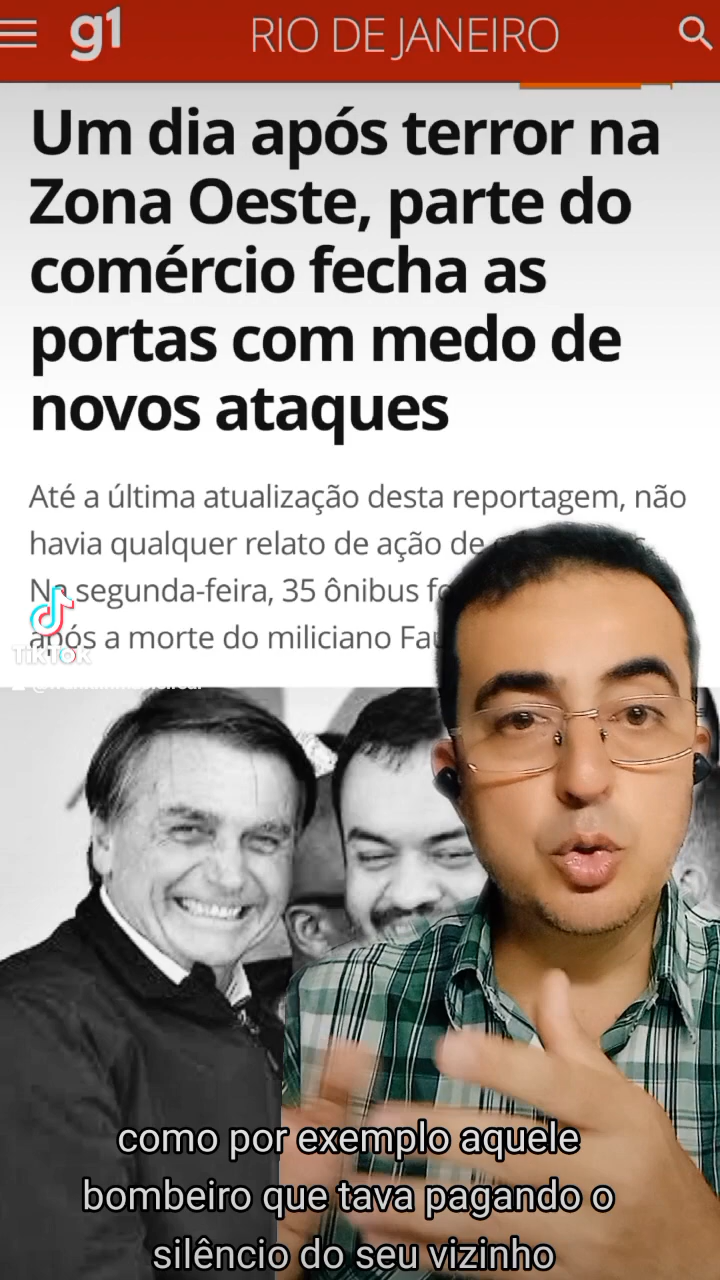 g1
RIO DE JANEIRO
Um dia após terror na
Zona Oeste, parte do
comércio fecha as
portas com medo de
novos ataques
Até a última atualização desta reportagem, não
havia qualquer relato de ação de
Na segunda-feira, 35 ônibus
após a morte do miliciano
TikTok
como por exemplo aquele
bombeiro que tava pagando o
silêncio do seu vizinho